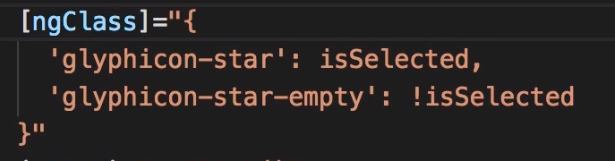 [ngClass]="{
'glyphicon-star': isSelected,
'glyphicon-star-empty': !isSelected
}"